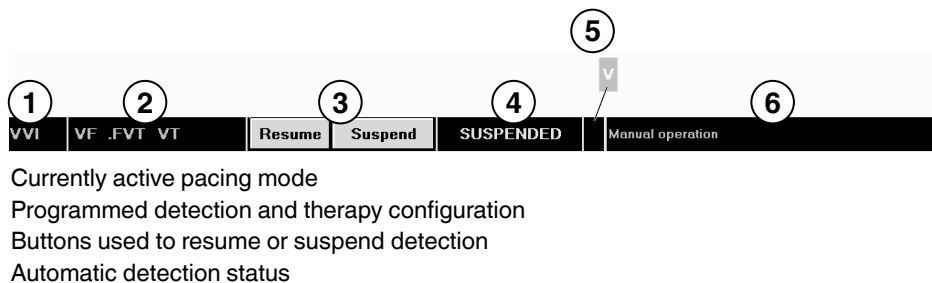 5
V
1 2 3 4 6
VVI VF .FVT VT Resume Suspend SUSPENDED Manual operation
Currently active pacing mode
Programmed detection and therapy configuration
Buttons used to resume or suspend detection
Automatic detection status